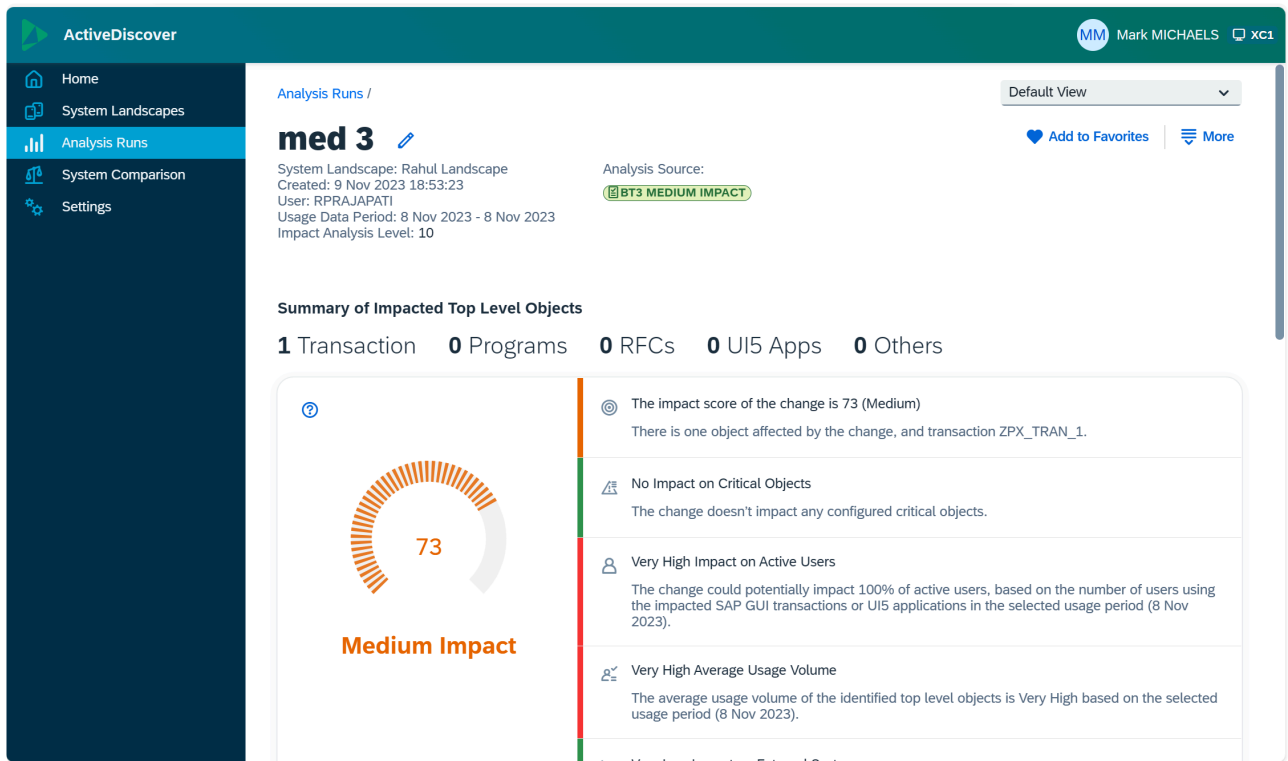 ActiveDiscover
MM Mark MICHAELS XC1
Home
System Landscapes
Analysis Runs
System Comparison
Settings
Analysis Runs /
Default View
med 3
Add to Favorites
More
System Landscape: Rahul Landscape
Created: 9 Nov 2023 18:53:23
User: RPRAJAPATI
Usage Data Period: 8 Nov 2023 - 8 Nov 2023
Impact Analysis Level: 10
Analysis Source:
BT3 MEDIUM IMPACT
Summary of Impacted Top Level Objects
1 Transaction 0 Programs 0 RFCs 0 UI5 Apps 0 Others
73
Medium Impact
The impact score of the change is 73 (Medium)
There is one object affected by the change, and transaction ZPX_TRAN_1.
No Impact on Critical Objects
The change doesn't impact any configured critical objects.
Very High Impact on Active Users
The change could potentially impact 100% of active users, based on the number of users using
the impacted SAP GUI transactions or UI5 applications in the selected usage period (8 Nov
2023).
Very High Average Usage Volume
The average usage volume of the identified top level objects is Very High based on the selected
usage period (8 Nov 2023).